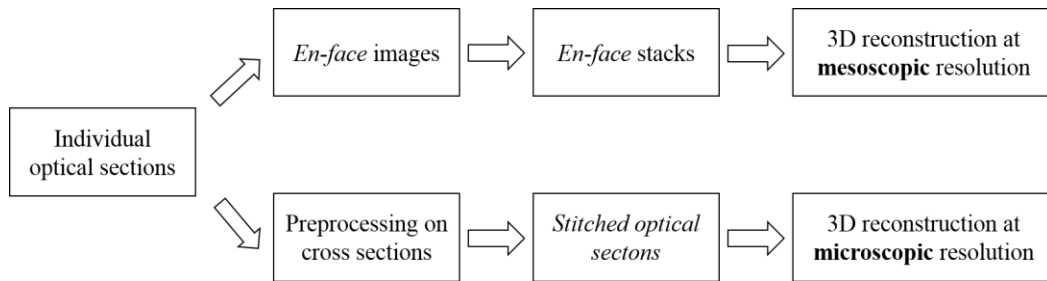 Individual
optical sections
En-face images
En-face stacks
3D reconstruction at
mesoscopic resolution
Preprocessing on
cross sections
Stitched optical
sectons
3D reconstruction at
microscopic resolution